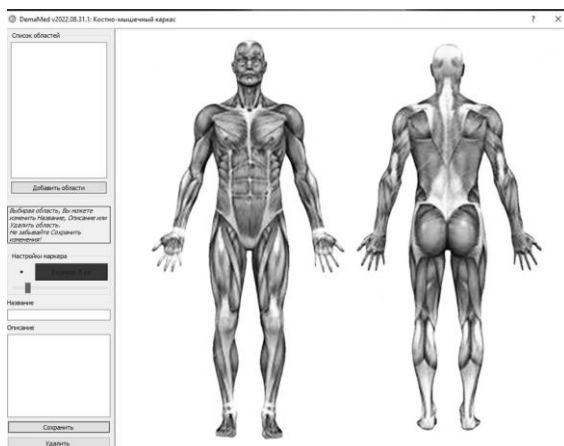 DemaMed v2022.08.31.1: Костно-мышечный каркас
Список областей
Добавить области
Выбирая область, Вы можете
изменить Название, Описание или
Удалить область.
Не забывайте Сохранить
изменения!
Настройки маркера
Название
Описание
Сохранить
Удалить